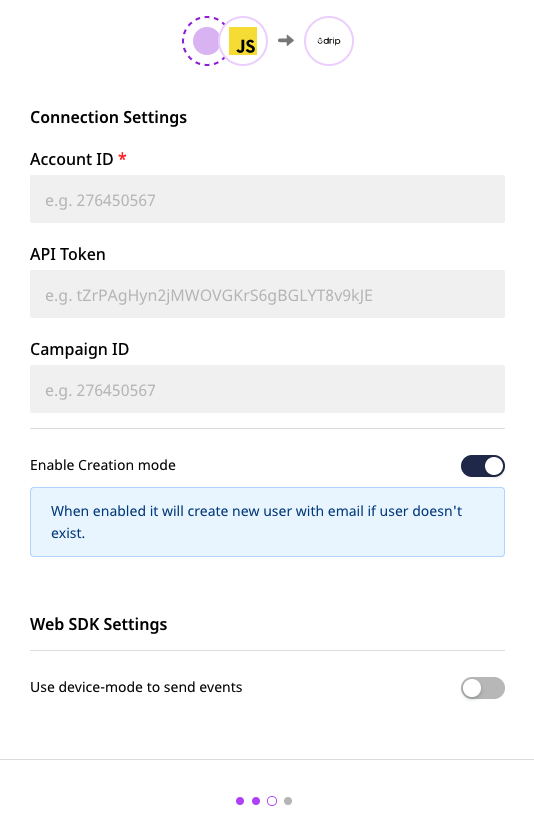 JS
drip
Connection Settings
Account ID *
e.g. 276450567
API Token
e.g. tZrPAgHyn2jMWOVGKrS6gBGLYT8v9kJE
Campaign ID
e.g. 276450567
Enable Creation mode
When enabled it will create new user with email if user doesn't
exist.
Web SDK Settings
Use device-mode to send events